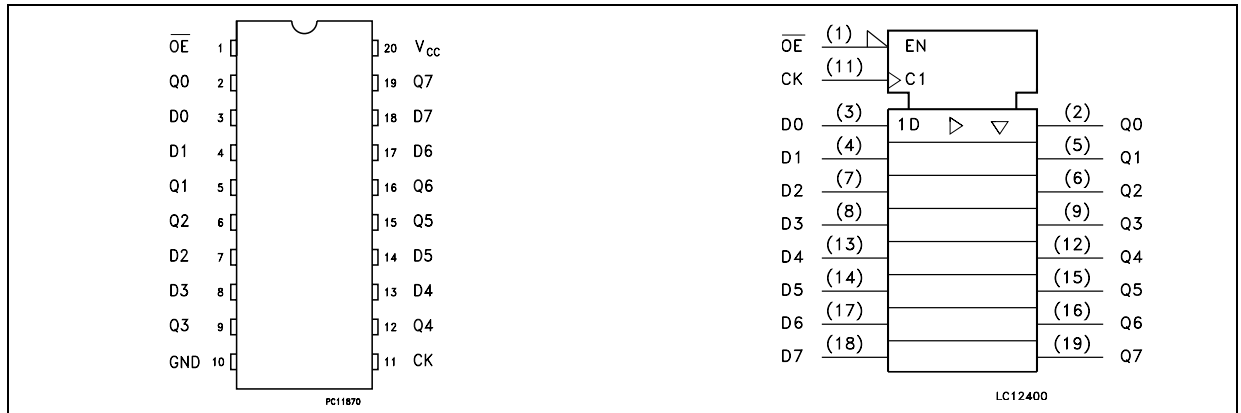 OE 1 20 VCC
Q0 2 19 Q7
D0 3 18 D7
D1 4 17 D6
Q1 5 16 Q6
Q2 6 15 Q5
D2 7 14 D5
D3 8 13 D4
Q3 9 12 Q4
GND 10 11 CK
PC11870
OE (1) EN
CK (11) C1
D0 (3) 1D (2) Q0
D1 (4) (5) Q1
D2 (7) (6) Q2
D3 (8) (9) Q3
D4 (13) (12) Q4
D5 (14) (15) Q5
D6 (17) (16) Q6
D7 (18) (19) Q7
LC12400